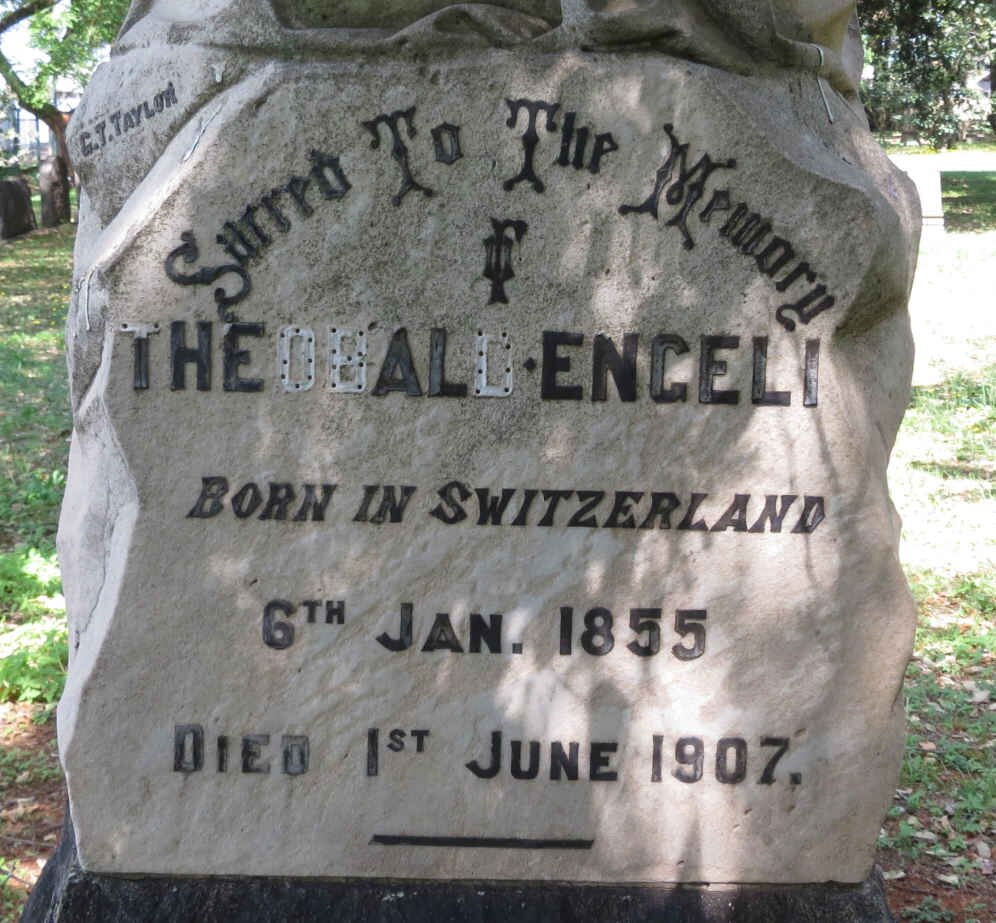 G.T. TAYLOR
Sacred To The Memory
of
THEOBALD·ENGELI
BORN IN SWITZERLAND
6TH JAN. 1855
DIED 1ST JUNE 1907.